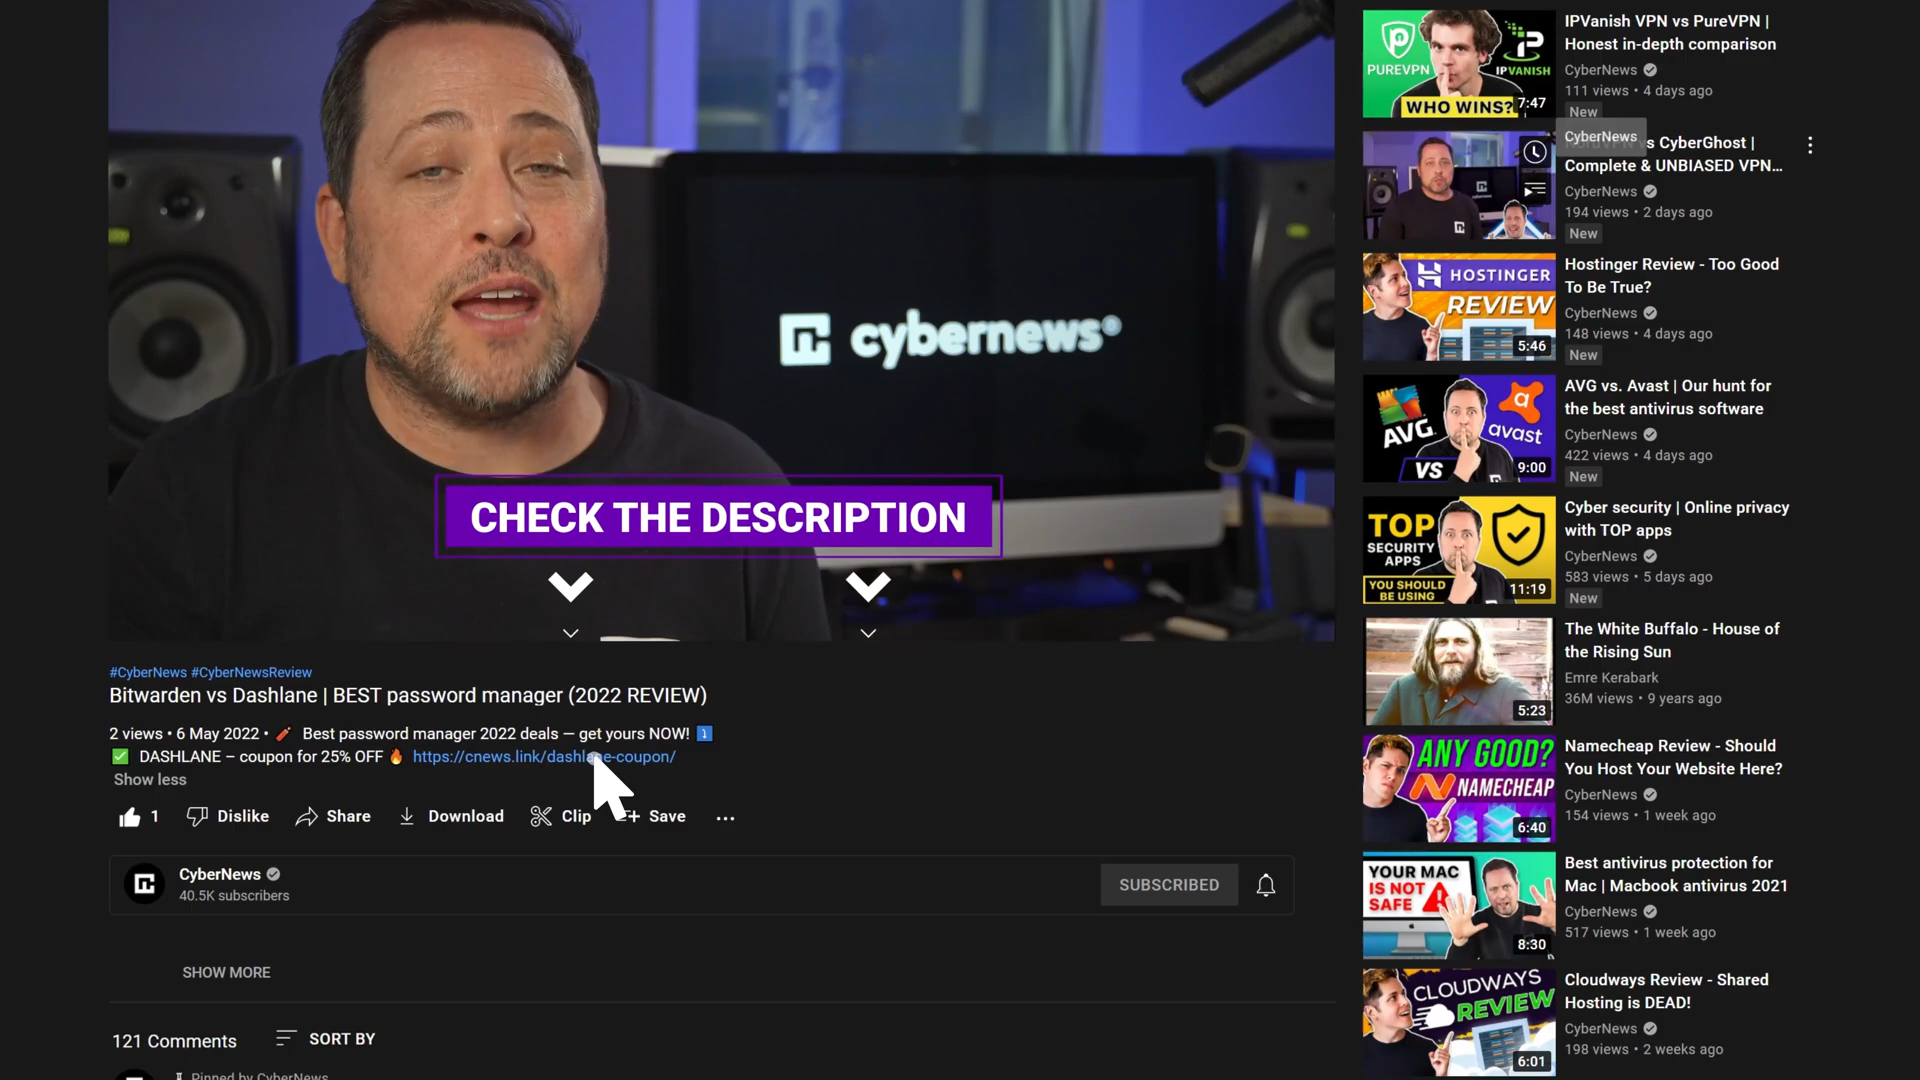 cybernews
CHECK THE DESCRIPTION
#CyberNews #CyberNewsReview
Bitwarden vs Dashlane | BEST password manager (2022 REVIEW)
2 views • 6 May 2022 • 🧨 Best password manager 2022 deals — get yours NOW! ⤵
✅ DASHLANE – coupon for 25% OFF 🔥 https://cnews.link/dashlane-coupon/
Show less
1 Dislike Share Download Clip Save ...
CyberNews
40.5K subscribers
SUBSCRIBED
SHOW MORE
121 Comments SORT BY
Pinned by CyberNews
PUREVPN
IPVANISH
WHO WINS?
7:47
IPVanish VPN vs PureVPN |
Honest in-depth comparison
CyberNews
111 views • 4 days ago
New
CyberNews
vs CyberGhost |
Complete & UNBIASED VPN...
CyberNews
194 views • 2 days ago
New
HOSTINGER
REVIEW
5:46
Hostinger Review - Too Good
To Be True?
CyberNews
148 views • 4 days ago
New
AVG
avast
VS
9:00
AVG vs. Avast | Our hunt for
the best antivirus software
CyberNews
422 views • 4 days ago
New
TOP
SECURITY
APPS
YOU SHOULD
BE USING
11:19
Cyber security | Online privacy
with TOP apps
CyberNews
583 views • 5 days ago
New
5:23
The White Buffalo - House of
the Rising Sun
Emre Kerabark
36M views • 9 years ago
ANY GOOD?
NAMECHEAP
6:40
Namecheap Review - Should
You Host Your Website Here?
CyberNews
154 views • 1 week ago
YOUR MAC
IS NOT
SAFE
8:30
Best antivirus protection for
Mac | Macbook antivirus 2021
CyberNews
517 views • 1 week ago
CLOUDWAYS
REVIEW
6:01
Cloudways Review - Shared
Hosting is DEAD!
CyberNews
198 views • 2 weeks ago